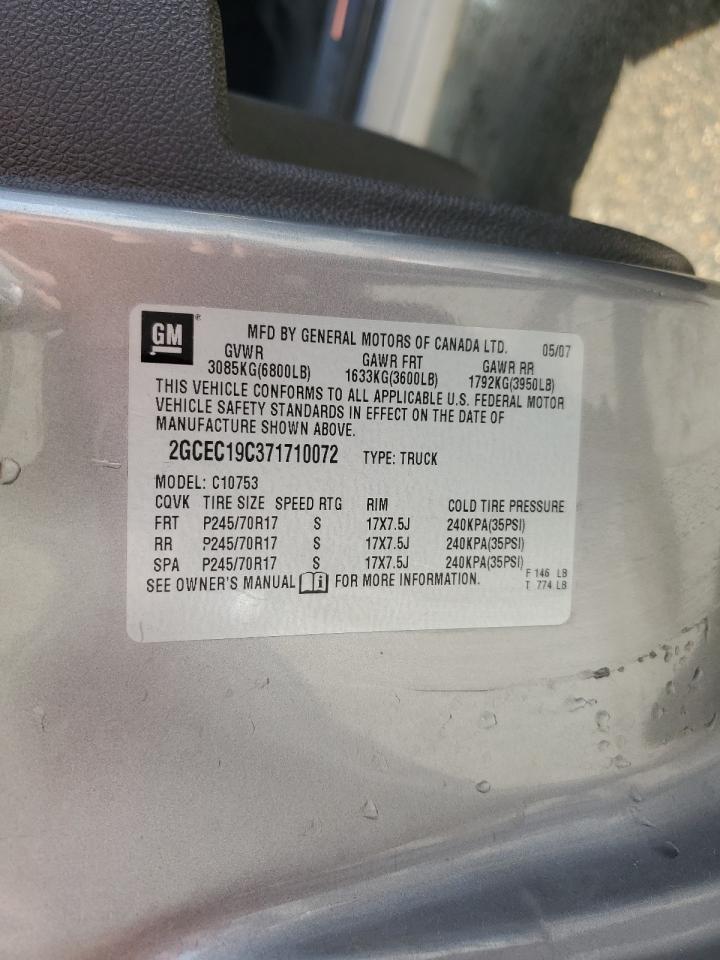 GM®
MFD BY GENERAL MOTORS OF CANADA LTD. 05/07
GVWR GAWR FRT GAWR RR
3085KG(6800LB) 1633KG(3600LB) 1792KG(3950LB)
THIS VEHICLE CONFORMS TO ALL APPLICABLE U.S. FEDERAL MOTOR
VEHICLE SAFETY STANDARDS IN EFFECT ON THE DATE OF
MANUFACTURE SHOWN ABOVE.
2GCEC19C371710072 TYPE: TRUCK
MODEL: C10753
CQVK TIRE SIZE SPEED RTG RIM COLD TIRE PRESSURE
FRT P245/70R17 S 17X7.5J 240KPA(35PSI)
RR P245/70R17 S 17X7.5J 240KPA(35PSI)
SPA P245/70R17 S 17X7.5J 240KPA(35PSI)
SEE OWNER'S MANUAL i FOR MORE INFORMATION.
F 146 LB
T 774 LB